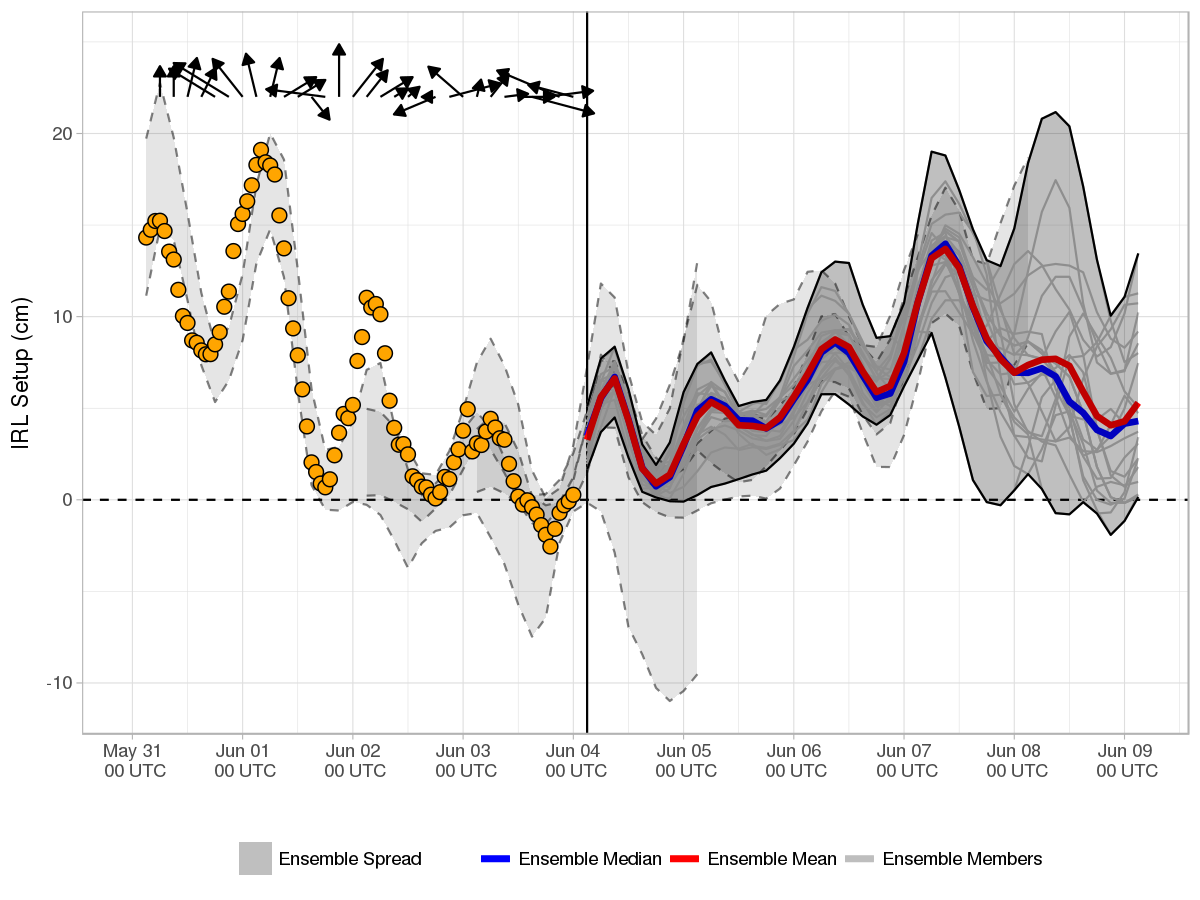 IRL Setup (cm)
20
10
0
-10
May 31 Jun 01 Jun 02 Jun 03 Jun 04 Jun 05 Jun 06 Jun 07 Jun 08 Jun 09
00 UTC 00 UTC 00 UTC 00 UTC 00 UTC 00 UTC 00 UTC 00 UTC 00 UTC 00 UTC
Ensemble Spread Ensemble Median Ensemble Mean Ensemble Members